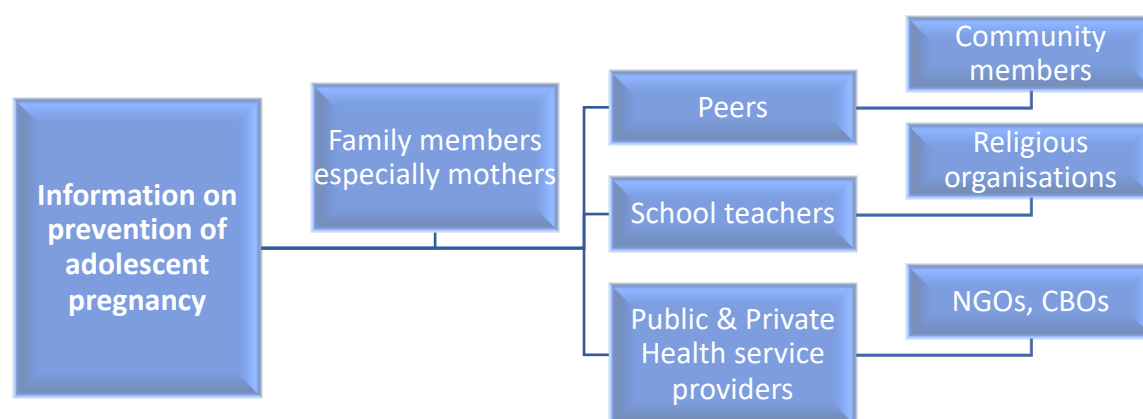 Information on
prevention of
adolescent
pregnancy
Family members
especially mothers
Peers
School teachers
Public & Private
Health service
providers
Community
members
Religious
organisations
NGOs, CBOs